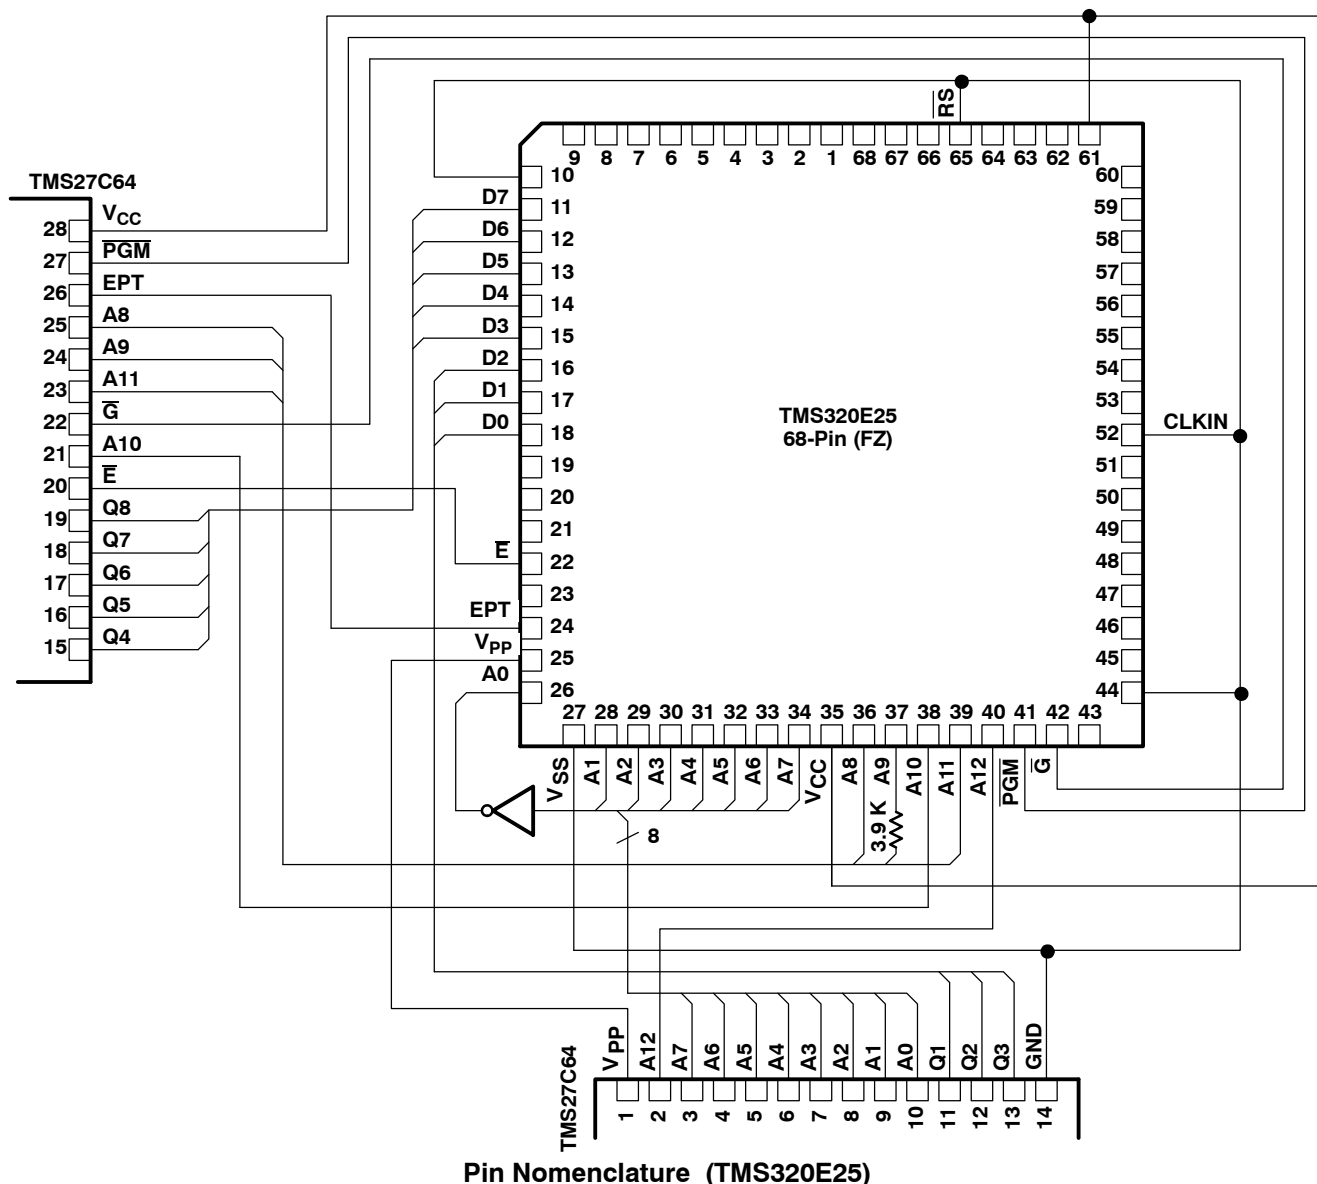 RS
9 8 7 6 5 4 3 2 1 68 67 66 65 64 63 62 61
TMS27C64
28 VCC
27 PGM
26 EPT
25 A8
24 A9
23 A11
22 G
21 A10
20 E
19 Q8
18 Q7
17 Q6
16 Q5
15 Q4
10
D7 11
D6 12
D5 13
D4 14
D3 15
D2 16
D1 17
D0 18
19
20
21
E 22
23
EPT 24
VPP 25
A0 26
TMS320E25
68-Pin (FZ)
60
59
58
57
56
55
54
53
52 CLKIN
51
50
49
48
47
46
45
44
27 28 29 30 31 32 33 34 35 36 37 38 39 40 41 42 43
VSS A1 A2 A3 A4 A5 A6 A7 VCC A8 A9 A10 A11 A12 PGM G
3.9 K
8
TMS27C64
VPP A12 A7 A6 A5 A4 A3 A2 A1 A0 Q1 Q2 Q3 GND
1 2 3 4 5 6 7 8 9 10 11 12 13 14
Pin Nomenclature (TMS320E25)